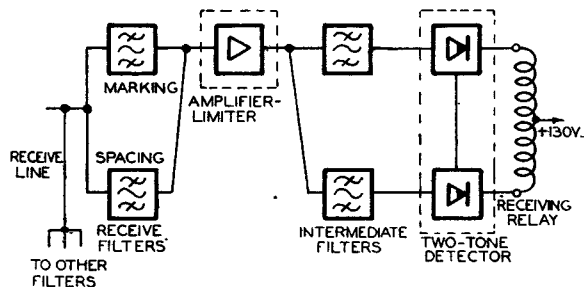 MARKING
AMPLIFIER-
LIMITER
RECEIVE
LINE
SPACING
RECEIVE
FILTERS
TO OTHER
FILTERS
INTERMEDIATE
FILTERS
TWO-TONE
DETECTOR
+130V.
RECEIVING
RELAY